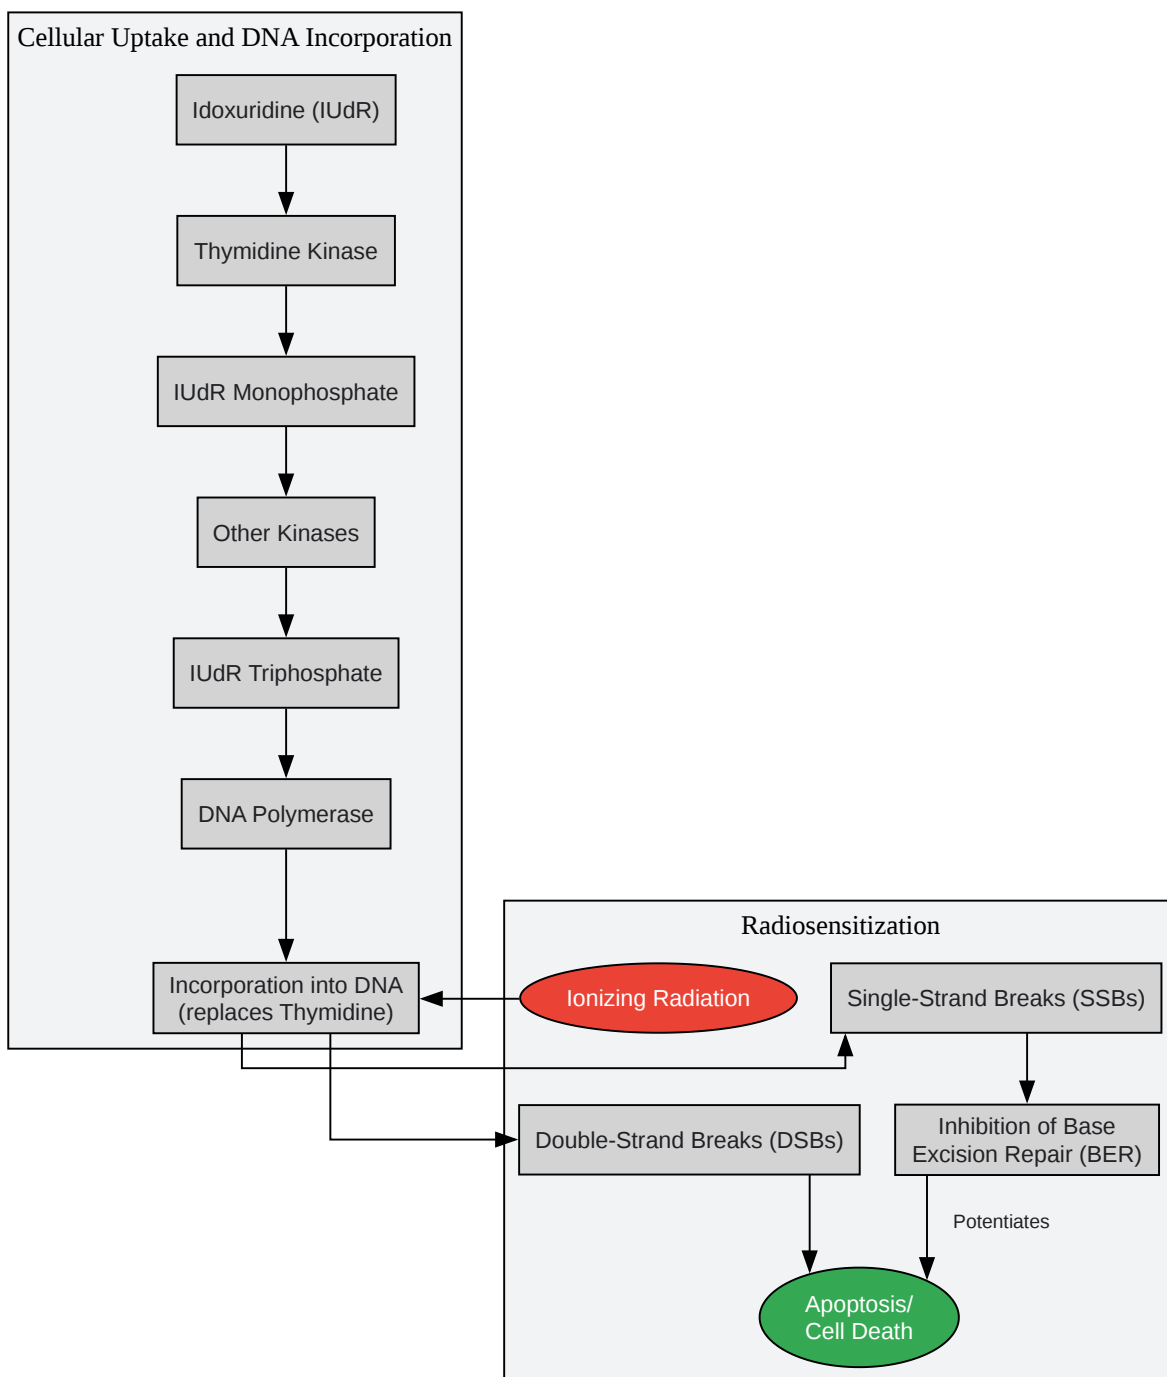 Cellular Uptake and DNA Incorporation
Idoxuridine (IUdR)
Thymidine Kinase
IUdR Monophosphate
Other Kinases
IUdR Triphosphate
DNA Polymerase
Incorporation into DNA
(replaces Thymidine)
Radiosensitization
Ionizing Radiation
Single-Strand Breaks (SSBs)
Double-Strand Breaks (DSBs)
Inhibition of Base
Excision Repair (BER)
Potentiates
Apoptosis/
Cell Death